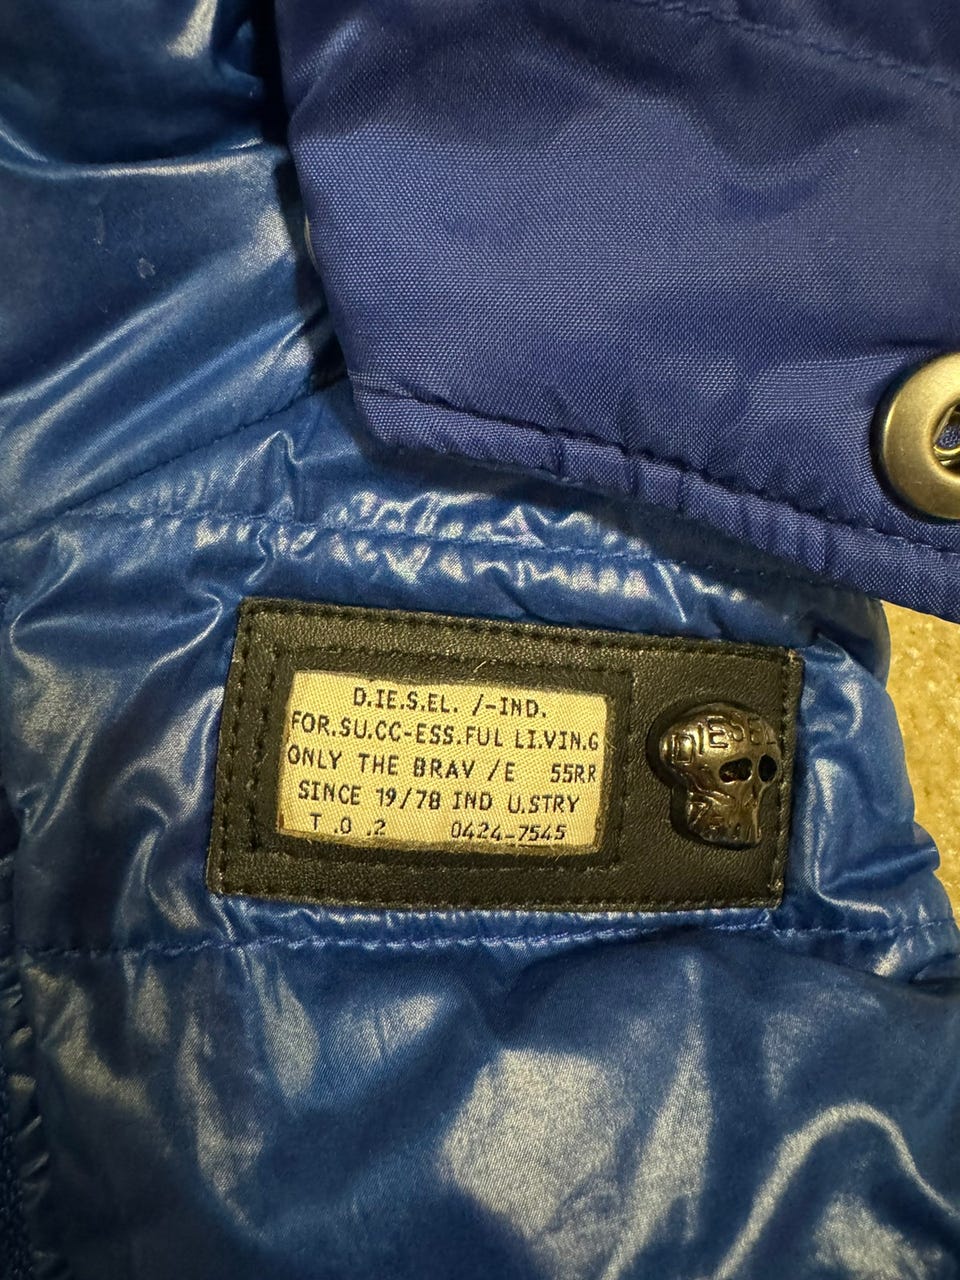 D.IE.S.EL. /-IND.
FOR.SU.CC-ESS.FUL LI.VIN.G
ONLY THE BRAV /E 55RR
SINCE 19/78 IND U.STRY
T .O .2 0424-7545
DIESEL